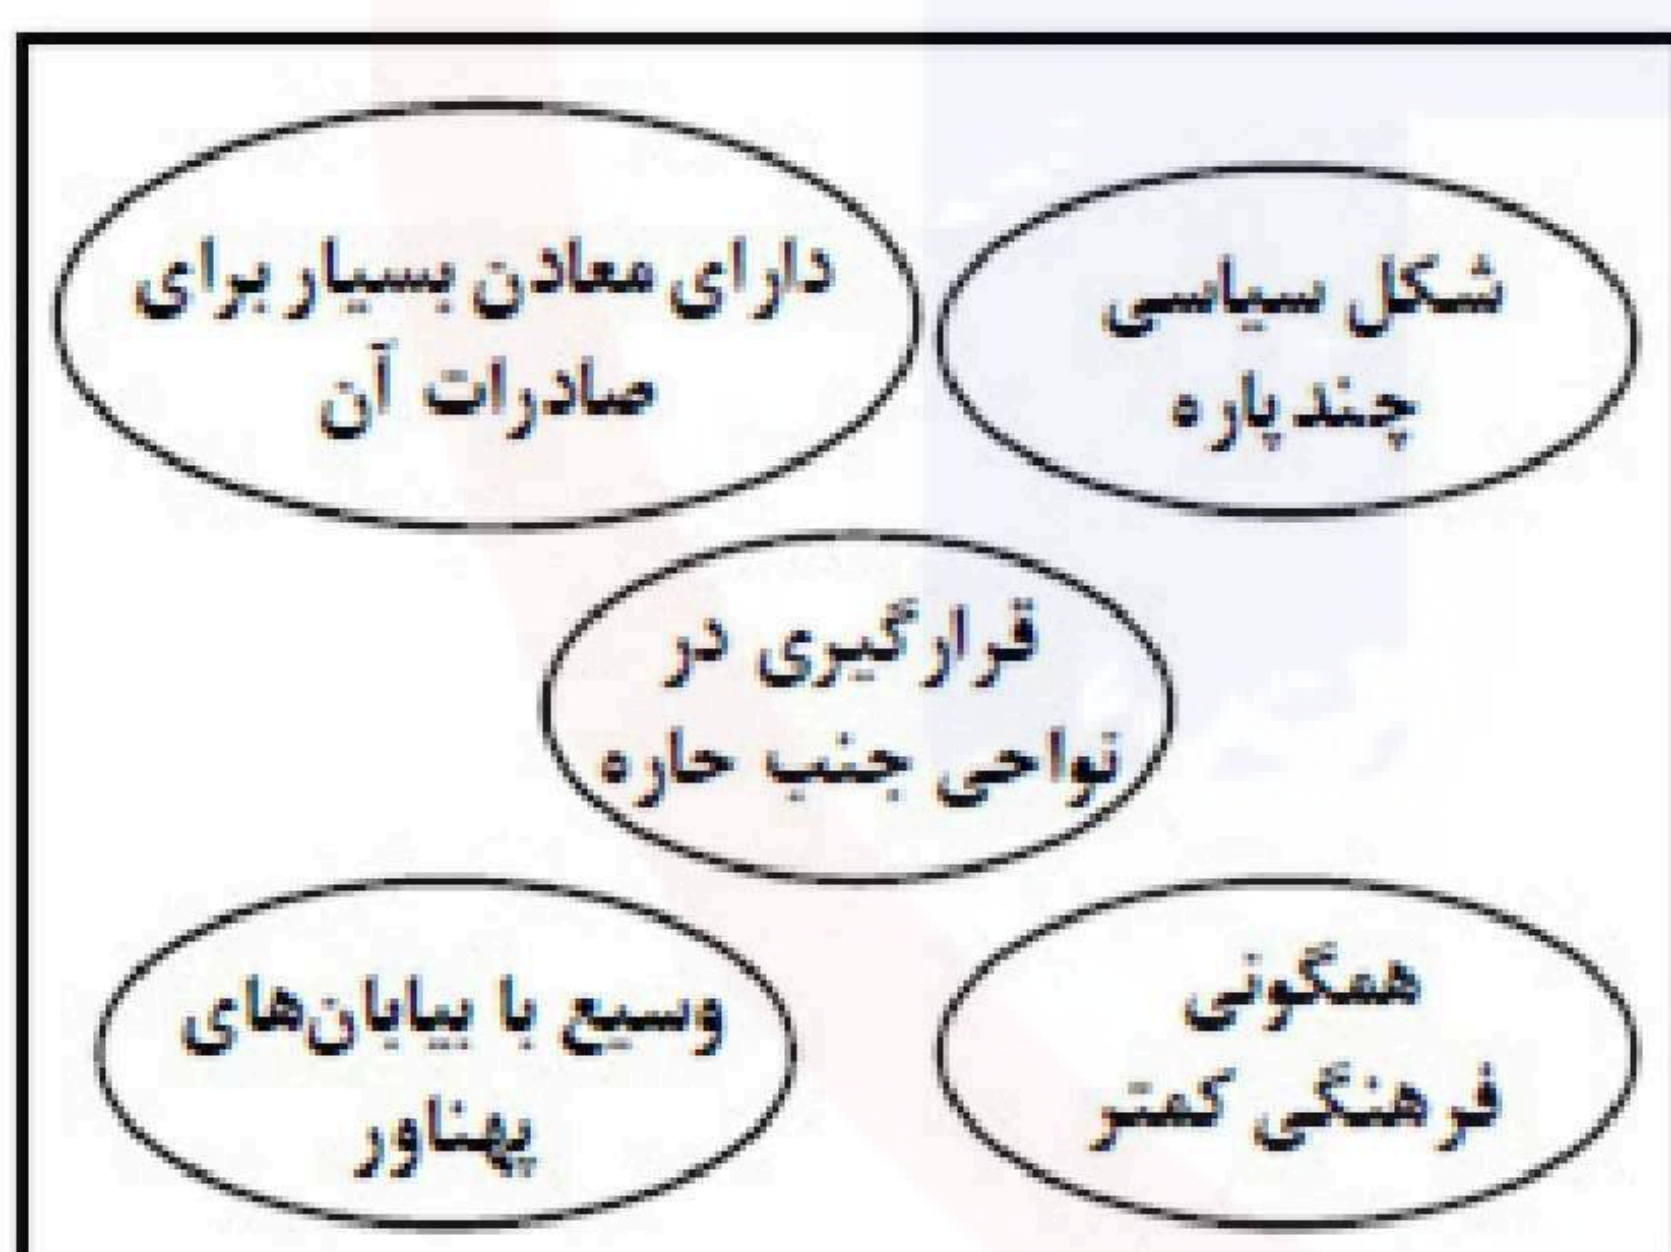 شکل سیاسی
چندپاره
دارای معادن بسیار برای
صادرات آن
قرارگیری در
نواحی جنب حاره
همگونی
فرهنگی کمتر
وسیع با بیابان‌های
پهناور